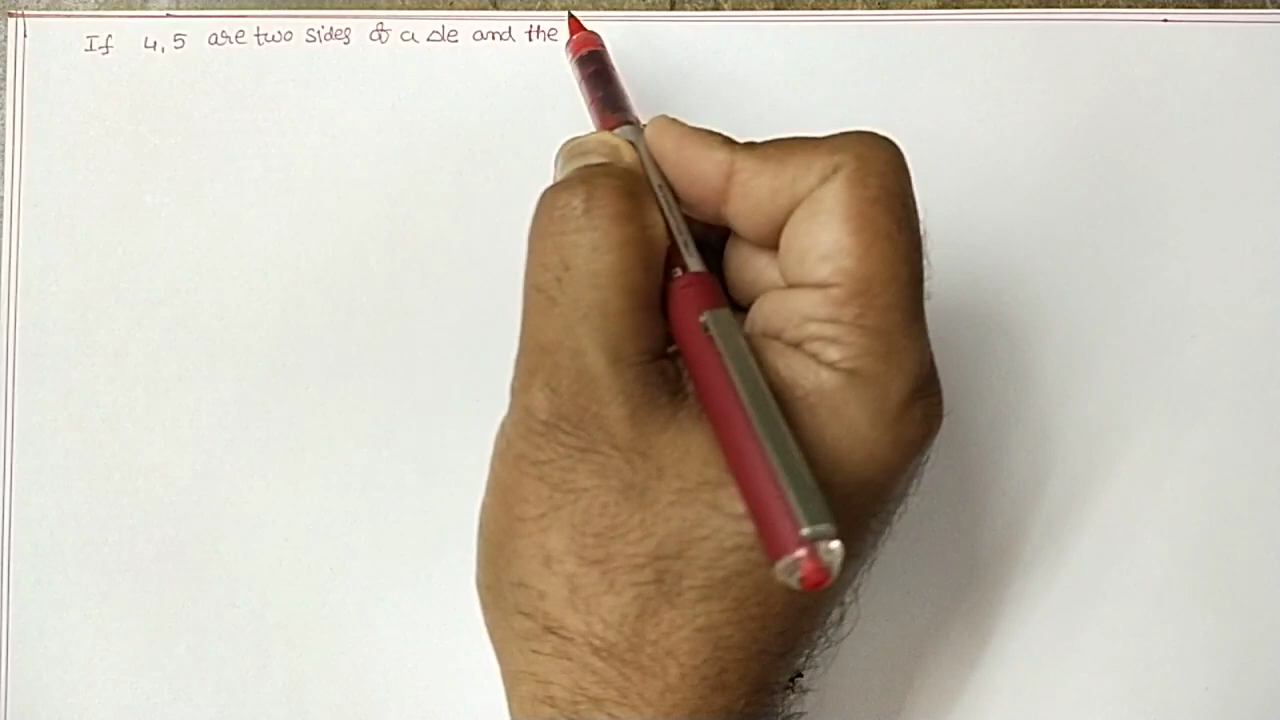 If 4, 5 are two sides of a Δle and the